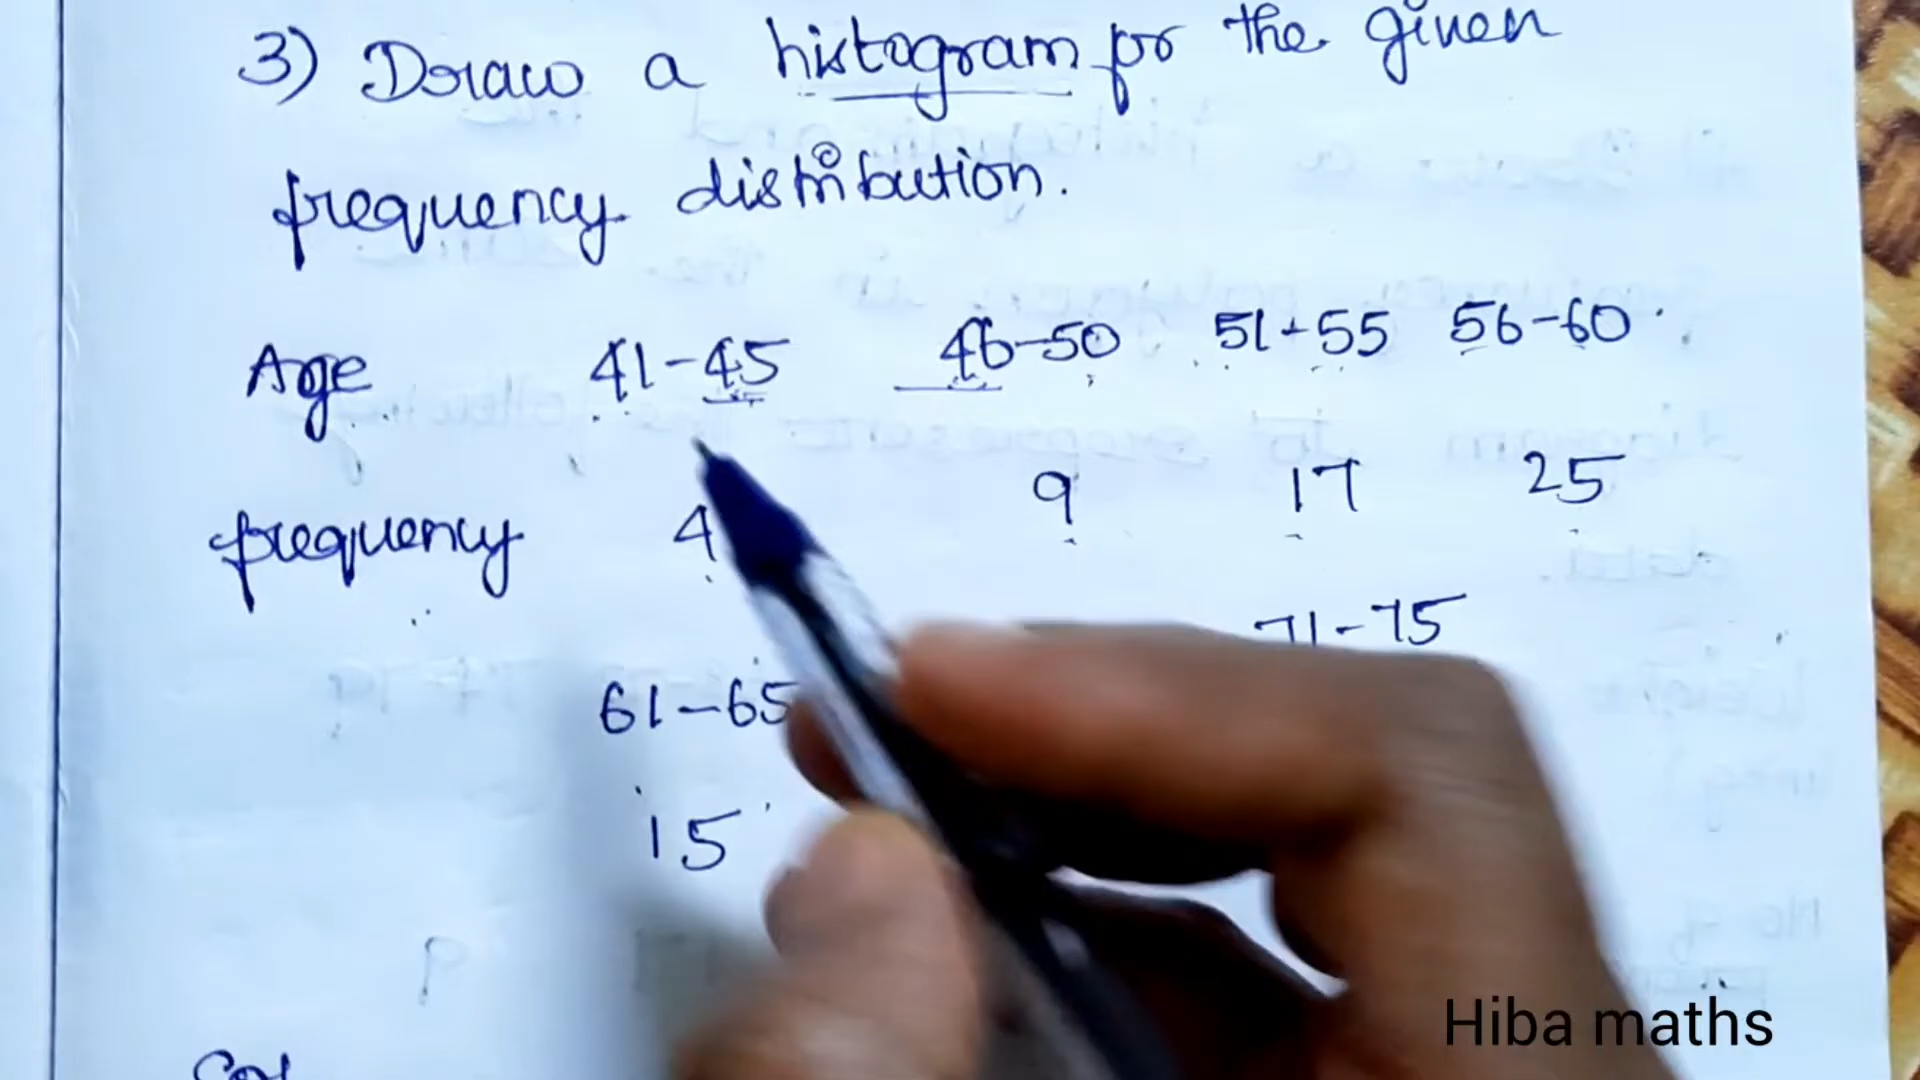 3) Draw a histogram for the given
frequency distribution.
Age 41-45 46-50 51-55 56-60
frequency 4 9 17 25
61-65 71-75
15
Hiba maths